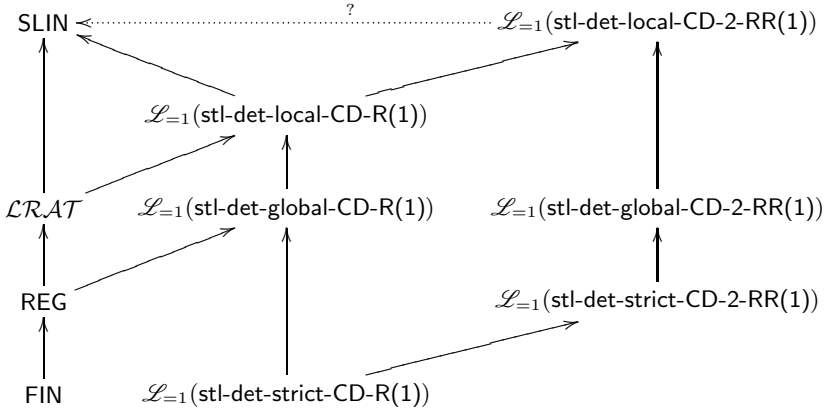 ?
SLIN
ℒ=1(stl-det-local-CD-2-RR(1))
ℒ=1(stl-det-local-CD-R(1))
ℒℛ𝒜𝒯
ℒ=1(stl-det-global-CD-R(1))
ℒ=1(stl-det-global-CD-2-RR(1))
REG
ℒ=1(stl-det-strict-CD-2-RR(1))
FIN
ℒ=1(stl-det-strict-CD-R(1))